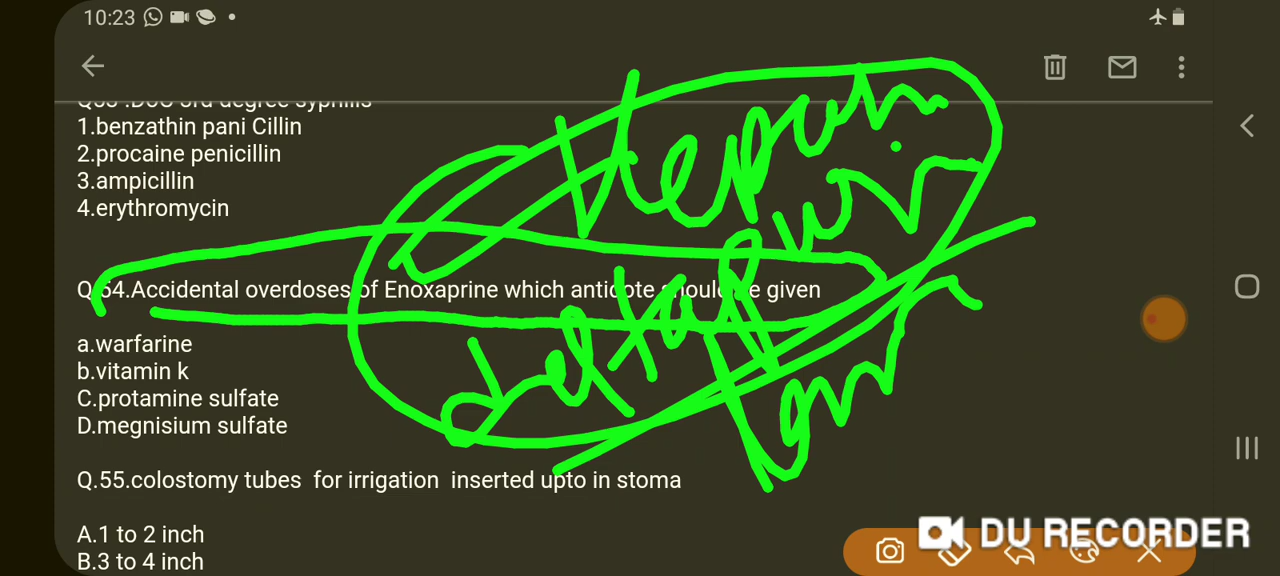 10:23
1.benzathin pani Cillin
2.procaine penicillin
3.ampicillin
4.erythromycin
Q.54.Accidental overdoses of Enoxaprine which antidote should be given
a.warfarine
b.vitamin k
C.protamine sulfate
D.megnisium sulfate
Q.55.colostomy tubes for irrigation inserted upto in stoma
A.1 to 2 inch
B.3 to 4 inch
DU RECORDER